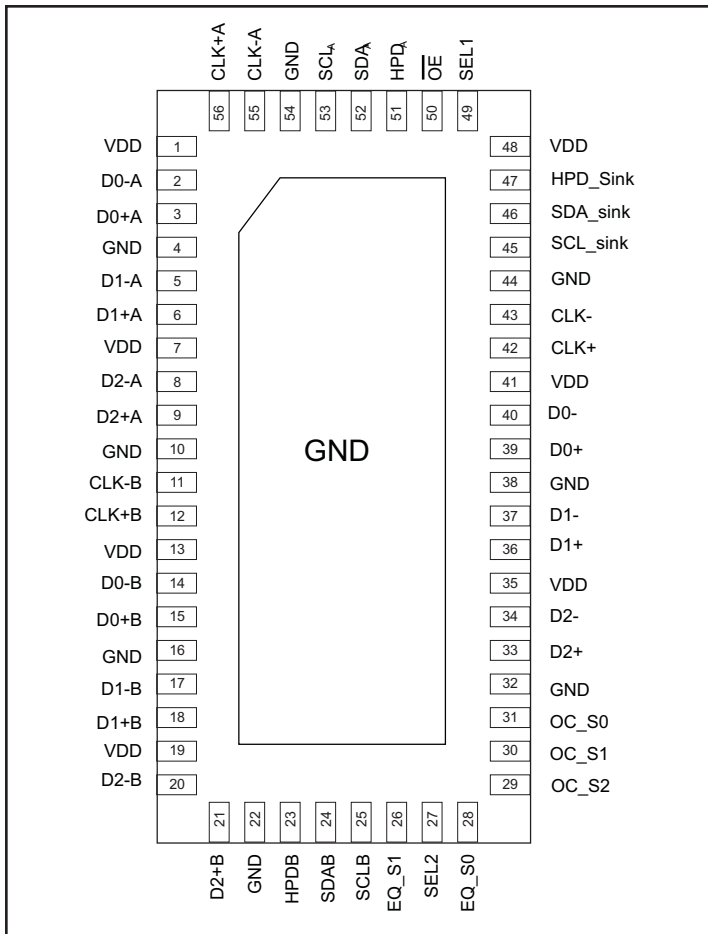 CLK+A CLK-A GND SCLA SDAA HPDA OE SEL1
56 55 54 53 52 51 50 49
VDD 1 48 VDD
D0-A 2 47 HPD_Sink
D0+A 3 46 SDA_sink
GND 4 45 SCL_sink
D1-A 5 44 GND
D1+A 6 43 CLK-
VDD 7 42 CLK+
D2-A 8 41 VDD
D2+A 9 40 D0-
GND 10 39 D0+
GND
CLK-B 11 38 GND
CLK+B 12 37 D1-
VDD 13 36 D1+
D0-B 14 35 VDD
D0+B 15 34 D2-
GND 16 33 D2+
D1-B 17 32 GND
D1+B 18 31 OC_S0
VDD 19 30 OC_S1
D2-B 20 29 OC_S2
21 22 23 24 25 26 27 28
D2+B GND HPDB SDAB SCLB EQ_S1 SEL2 EQ_S0